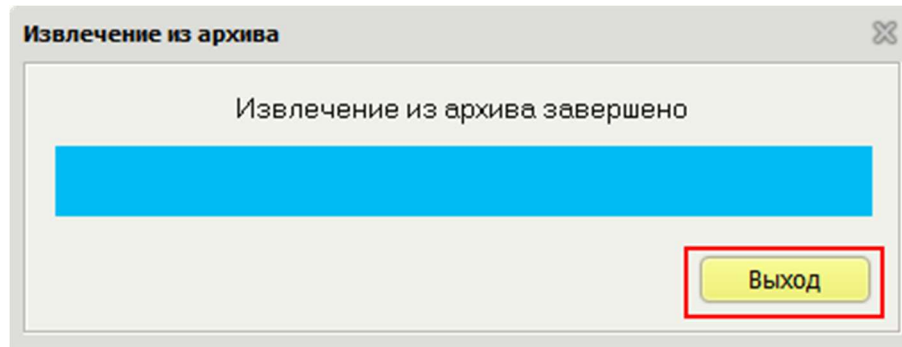 Извлечение из архива
Извлечение из архива завершено
Выход